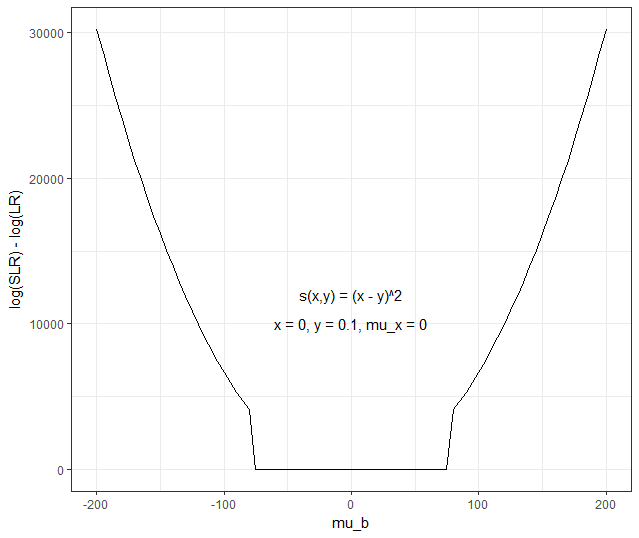 30000
20000
10000
0
log(SLR) - log(LR)
s(x,y) = (x - y)^2
x = 0, y = 0.1, mu_x = 0
-200 -100 0 100 200
mu_b